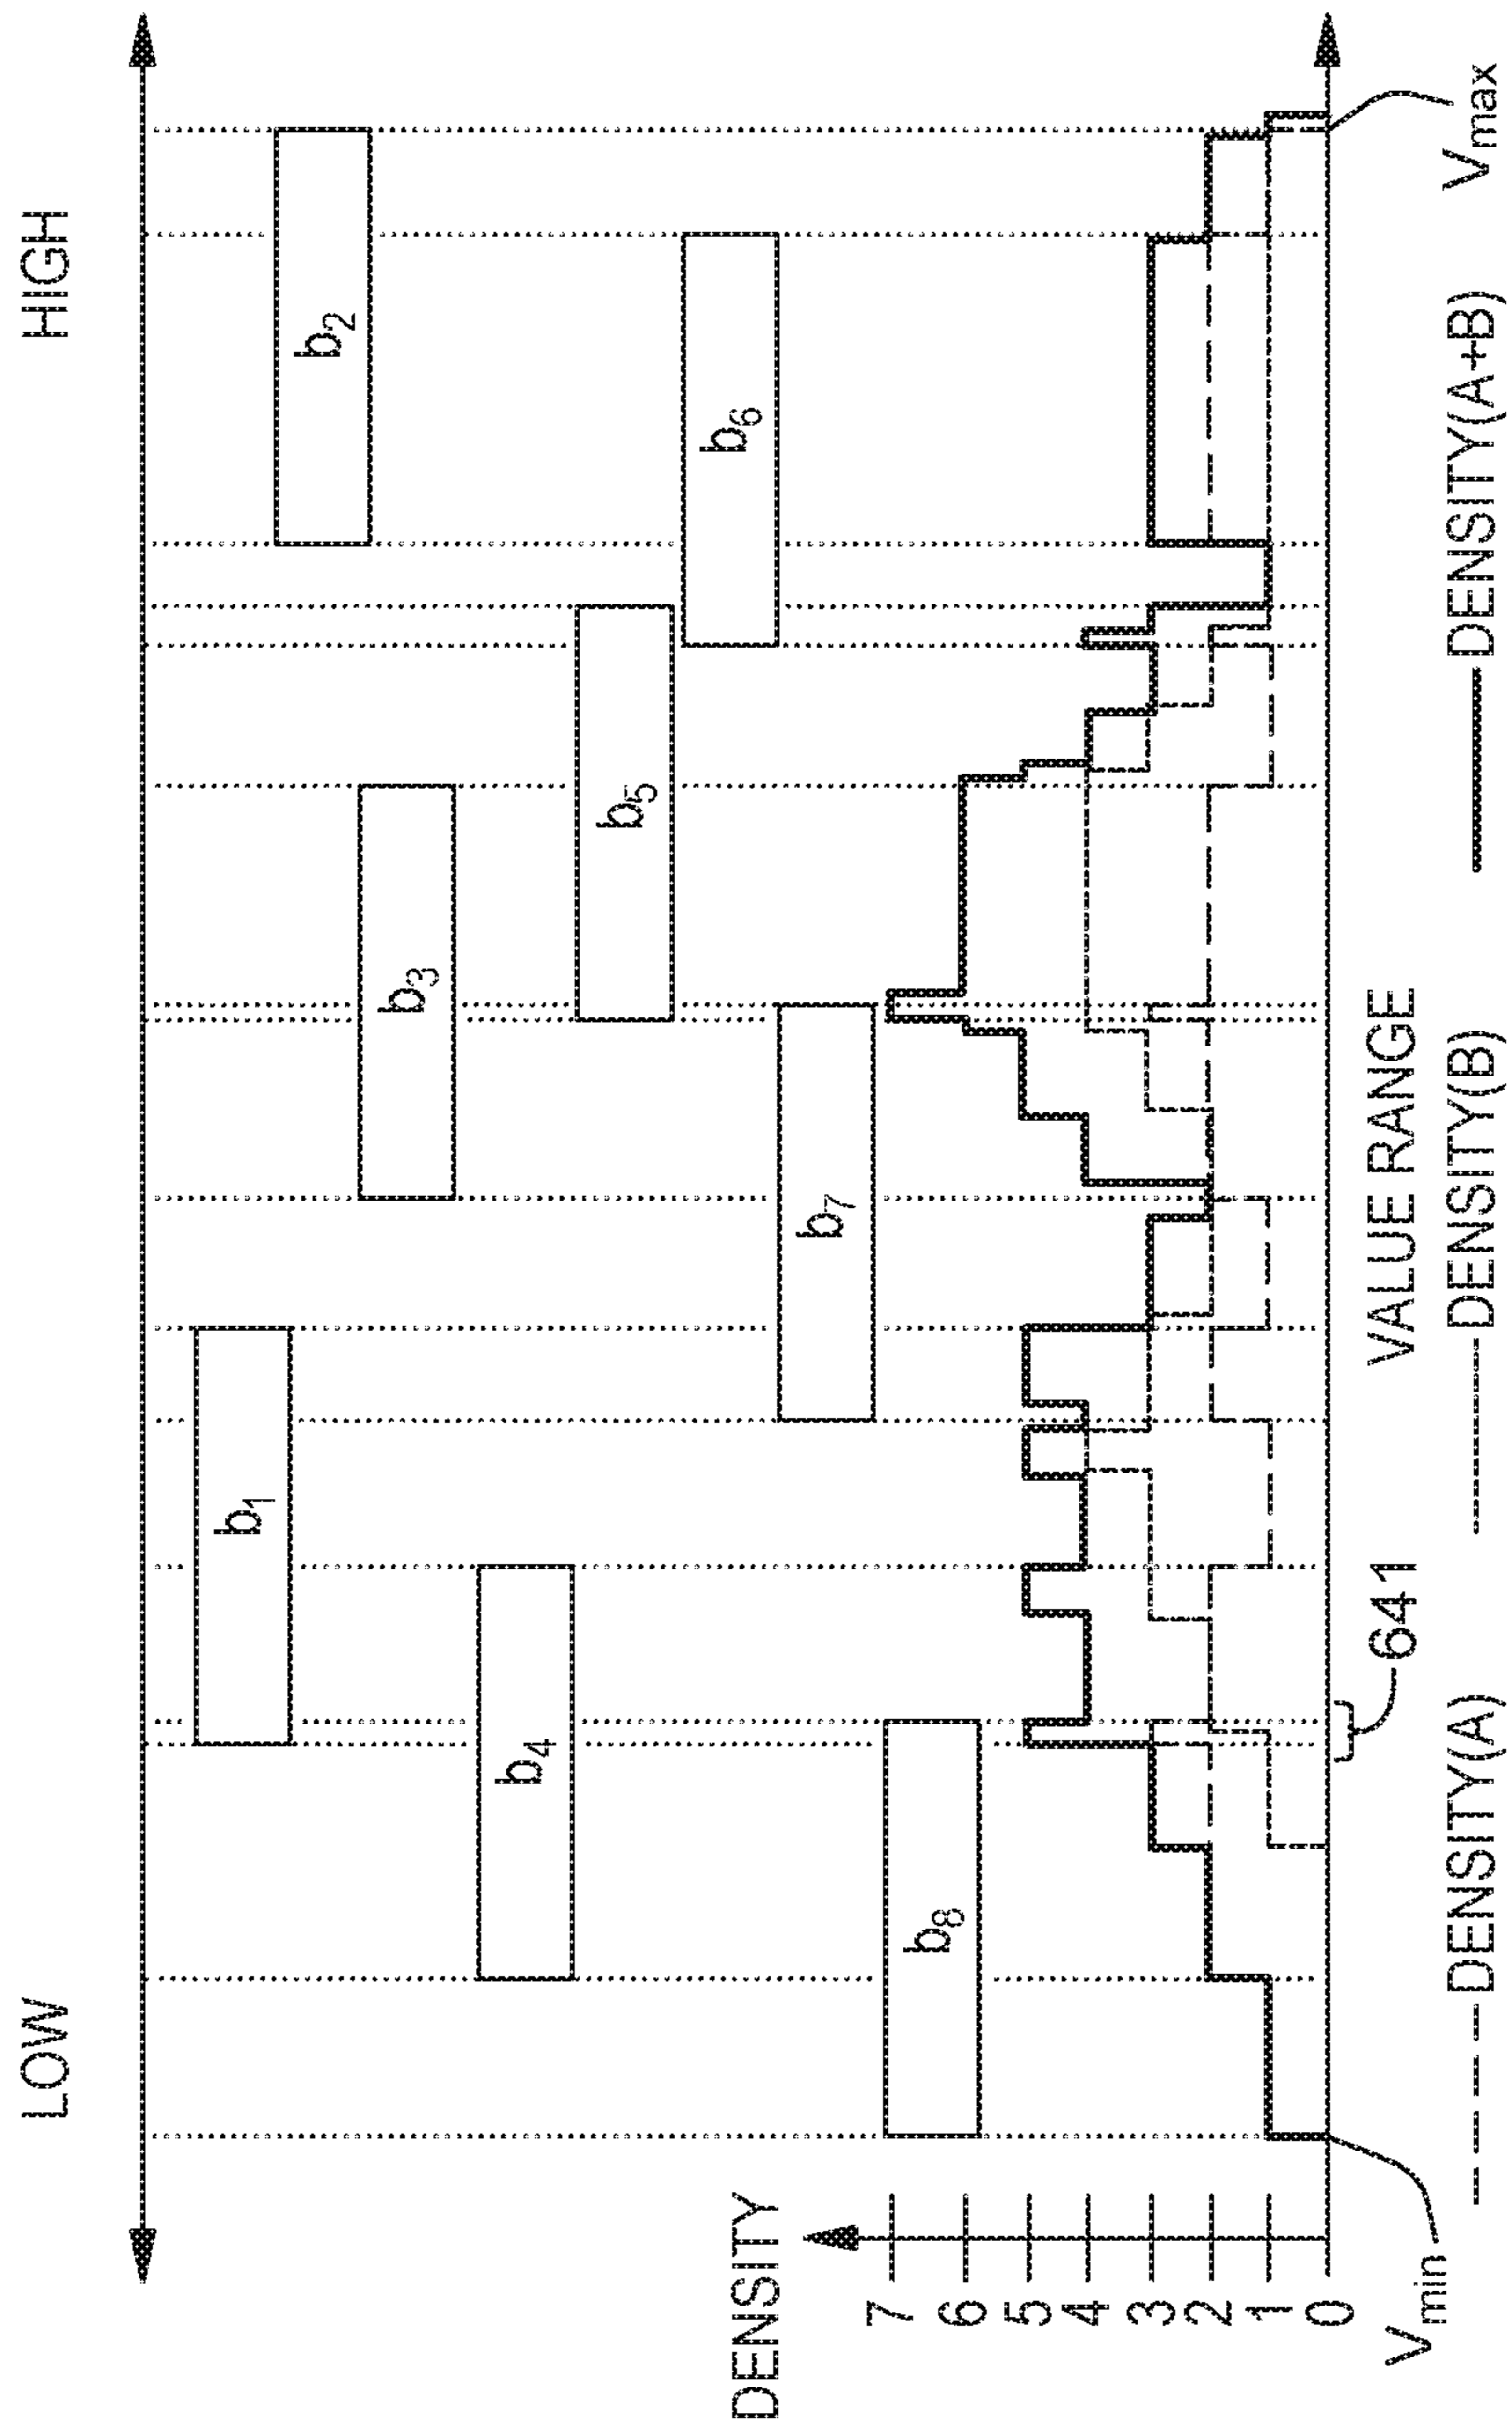 LOW HIGH
b1
b2
b3
b4
b5
b6
b7
b8
DENSITY
7
6
5
4
3
2
1
0
Vmin
641
VALUE RANGE
Vmax
DENSITY(A) DENSITY(B) DENSITY(A+B)